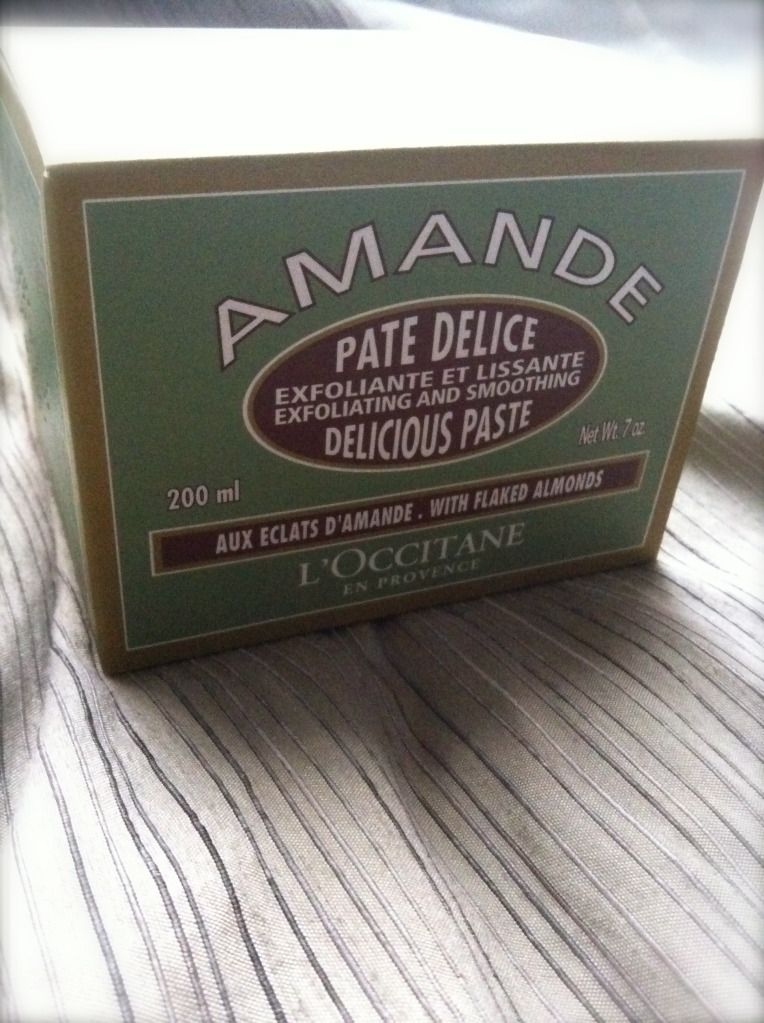 AMANDE
PATE DELICE
EXFOLIANTE ET LISSANTE
EXFOLIATING AND SMOOTHING
DELICIOUS PASTE
Net Wt. 7 oz.
200 ml
AUX ECLATS D'AMANDE . WITH FLAKED ALMONDS
L'OCCITANE
EN PROVENCE